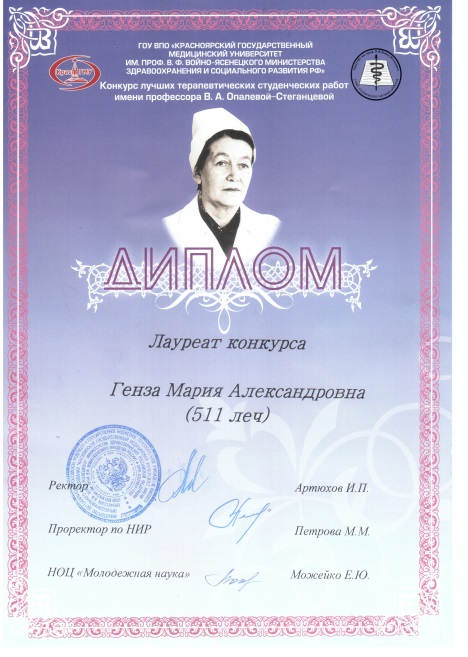 ГОУ ВПО «КРАСНОЯРСКИЙ ГОСУДАРСТВЕННЫЙ
МЕДИЦИНСКИЙ УНИВЕРСИТЕТ
ИМ. ПРОФ. В. Ф. ВОЙНО-ЯСЕНЕЦКОГО МИНИСТЕРСТВА
ЗДРАВООХРАНЕНИЯ И СОЦИАЛЬНОГО РАЗВИТИЯ РФ»
КрасГМУ
Конкурс лучших терапевтических студенческих работ
имени профессора В. А. Опалевой-Стеганцевой
ДИПЛОМ
Лауреат конкурса
Генза Мария Александровна
(511 леч)
Ректор Артюхов И.П.
Проректор по НИР Петрова М.М.
НОЦ «Молодежная наука» Можейко Е.Ю.